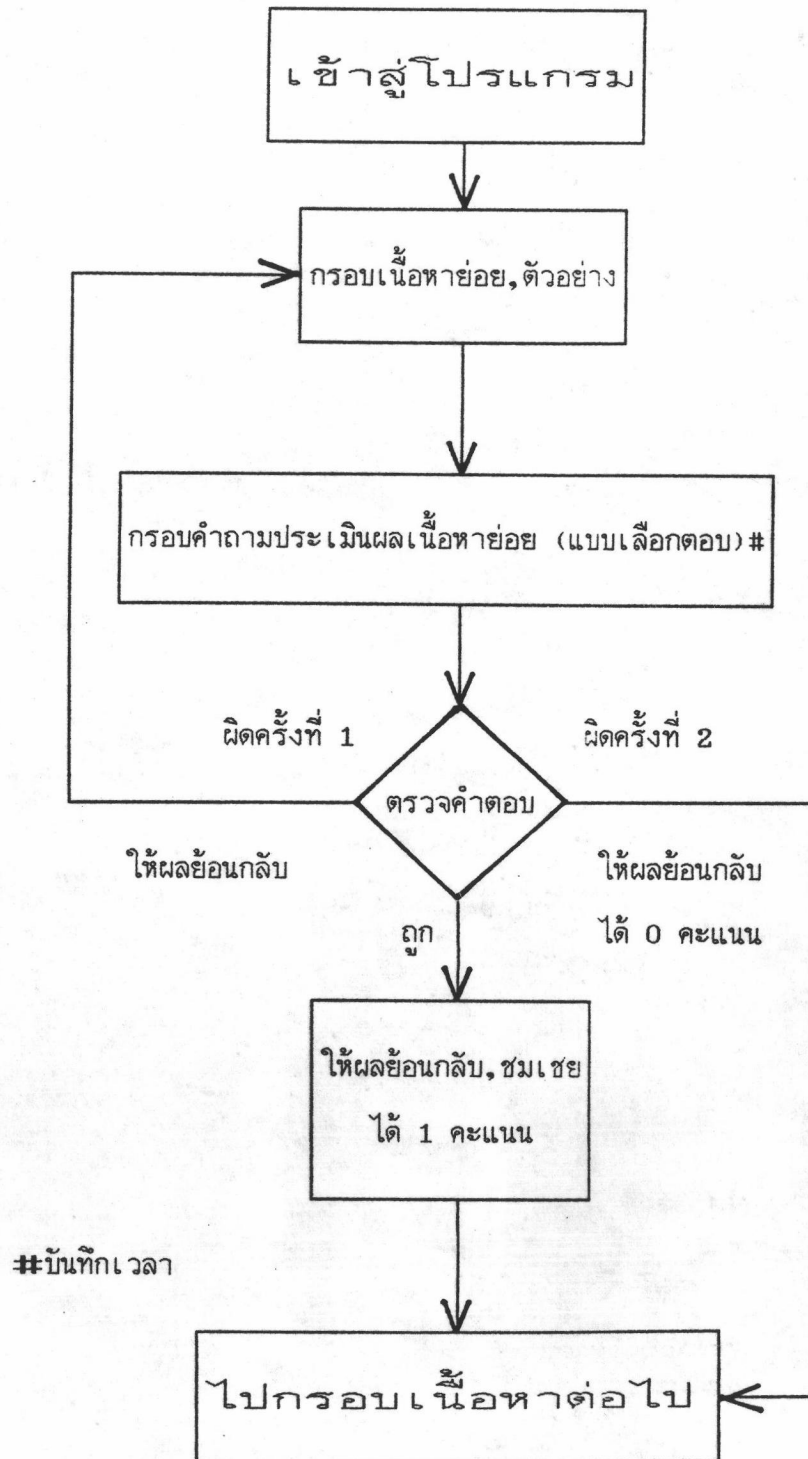 เข้าสู่โปรแกรม
กรอบเนื้อหาย่อย,ตัวอย่าง
กรอบคำถามประเมินผลเนื้อหาย่อย (แบบเลือกตอบ)#
ผิดครั้งที่ 1
ผิดครั้งที่ 2
ตรวจคำตอบ
ให้ผลย้อนกลับ
ให้ผลย้อนกลับ
ถูก
ได้ 0 คะแนน
ให้ผลย้อนกลับ,ชมเชย
ได้ 1 คะแนน
#บันทึกเวลา
ไปกรอบเนื้อหาต่อไป